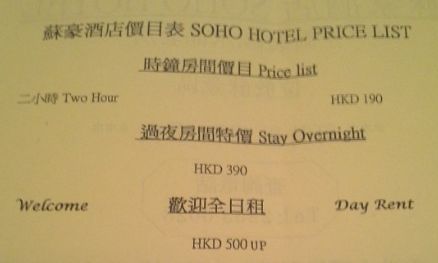 蘇豪酒店價目表 SOHO HOTEL PRICE LIST
時鐘房間價目 Price list
二小時 Two Hour HKD 190
過夜房間特價 Stay Overnight
HKD 390
Welcome 歡迎全日租 Day Rent
HKD 500 UP